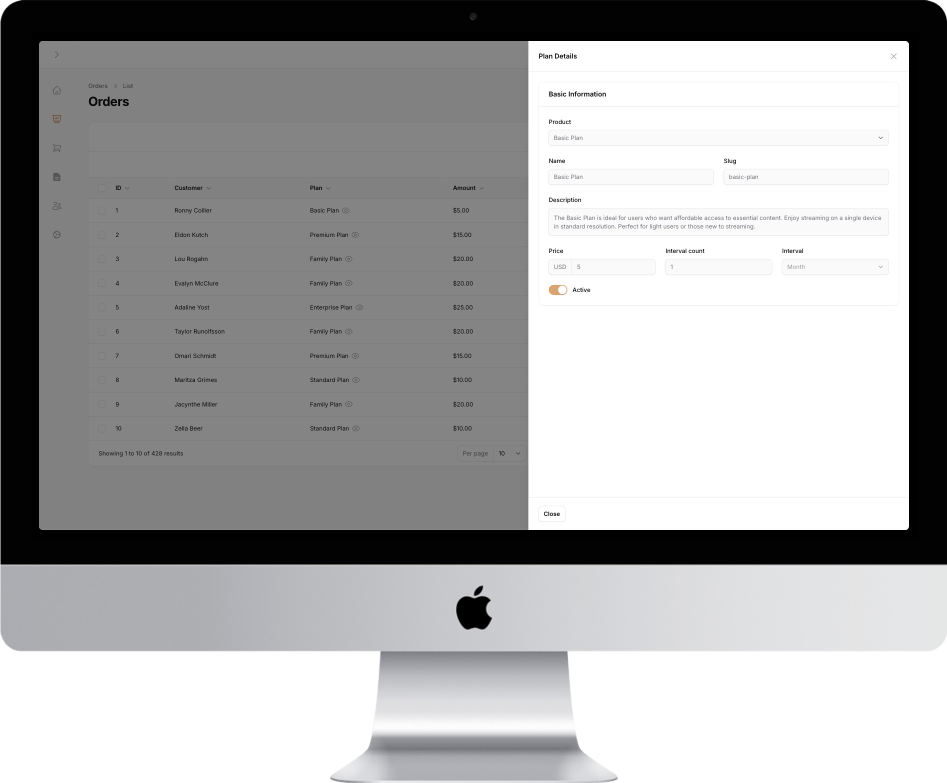 Orders > List
Orders
ID Customer Plan Amount
1 Ronny Collier Basic Plan $5.00
2 Eldon Kutch Premium Plan $15.00
3 Lou Rogahn Family Plan $20.00
4 Evalyn McClure Family Plan $20.00
5 Adaline Yost Enterprise Plan $25.00
6 Taylor Runolfsson Family Plan $20.00
7 Omari Schmidt Premium Plan $15.00
8 Maritza Grimes Standard Plan $10.00
9 Jacynthe Miller Family Plan $20.00
10 Zella Beer Standard Plan $10.00
Showing 1 to 10 of 428 results Per page 10
Plan Details
Basic Information
Product
Basic Plan
Name Slug
Basic Plan basic-plan
Description
The Basic Plan is ideal for users who want affordable access to essential content. Enjoy streaming on a single device
in standard resolution. Perfect for light users or those new to streaming.
Price Interval count Interval
USD 5 1 Month
Active
Close